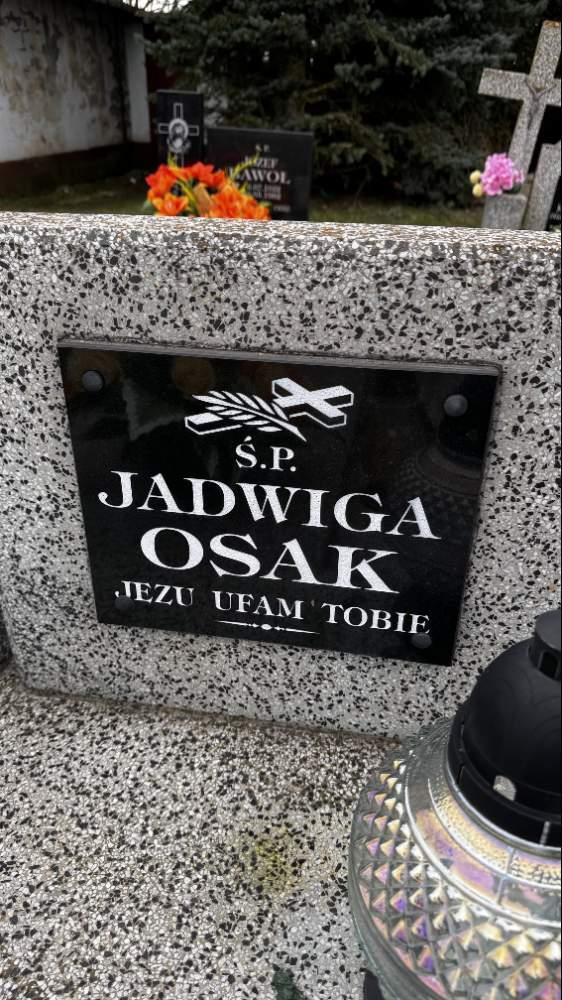 Ś.P.
JADWIGA
OSAK
JEZU UFAM TOBIE
Ś.P.